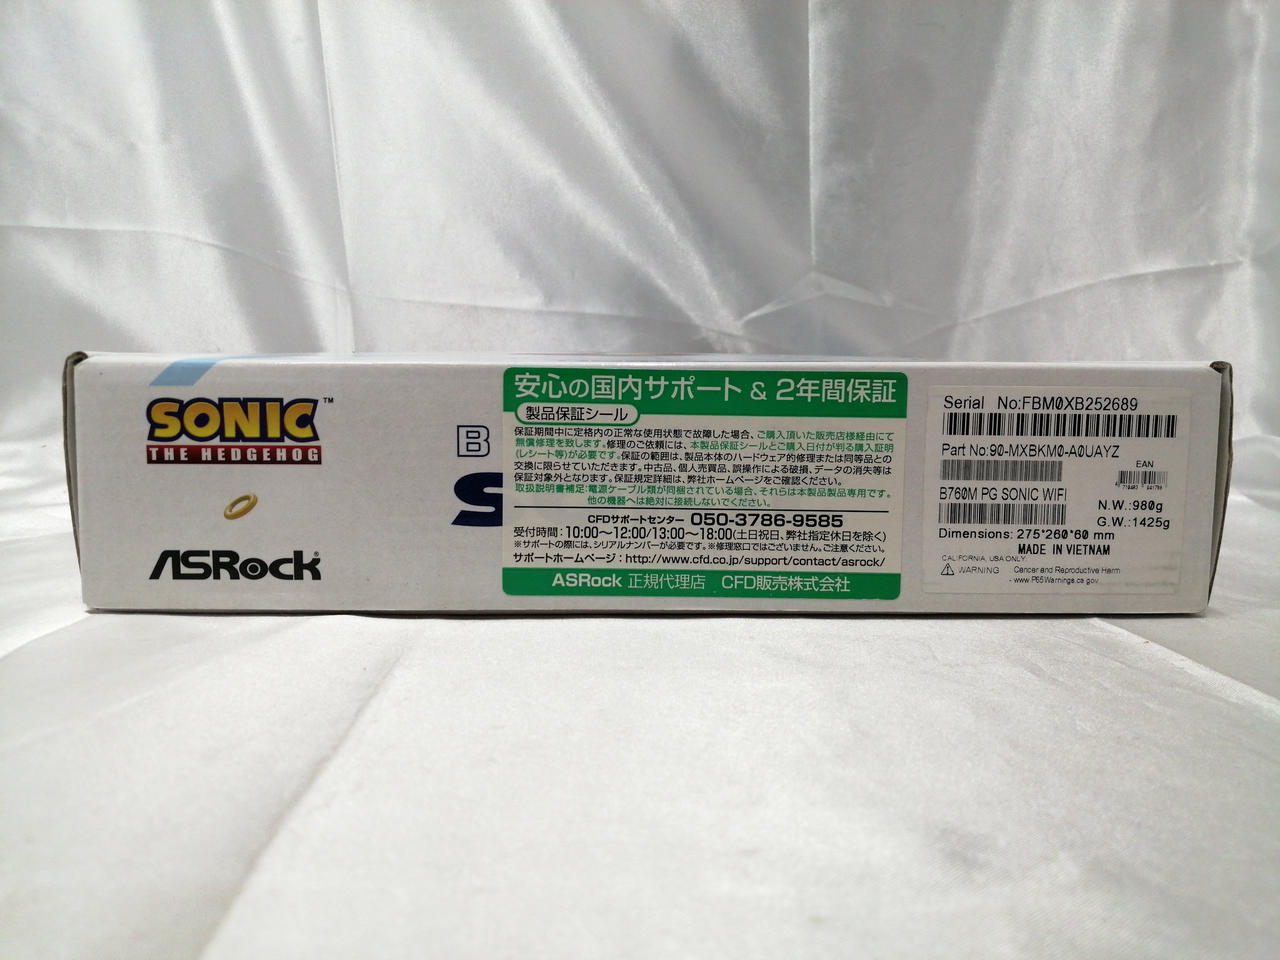 SONIC
™
THE HEDGEHOG
ASRock®
B
S
安心の国内サポート & 2年間保証
製品保証シール
保証期間中に定格内の正常な使用状態で故障した場合、ご購入頂いた販売店様経由にて
無償修理を致します。修理のご依頼には、本製品保証シールとご購入日付が判る購入証明
(レシート等)が必要です。保証の範囲は、製品本体のハードウェア的修理または同等品との
交換に限らせていただきます。中古品、個人売買品、誤操作による破損、データの消失等は
保証対象外となります。保証規定詳細は、弊社ホームページをご確認ください。
取扱説明書補足:電源ケーブル類が同梱されている場合、それらは本製品製品専用です。
他の機器へは絶対に接続しないでください。
CFDサポートセンター 050-3786-9585
受付時間:10:00～12:00/13:00～18:00(土日祝日、弊社指定休日を除く)
※サポートの際には、シリアルナンバーが必要です。※修理窓口ではございません。ご注意ください。
サポートホームページ:http://www.cfd.co.jp/support/contact/asrock/
ASRock 正規代理店 CFD販売株式会社
Serial No:FBM0XB252689
Part No:90-MXBKM0-A0UAYZ
EAN
B760M PG SONIC WIFI
N.W.:980g
G.W.:1425g
Dimensions: 275*260*60 mm
MADE IN VIETNAM
CALIFORNIA, USA ONLY:
WARNING Cancer and Reproductive Harm
- www.P65Warnings.ca.gov